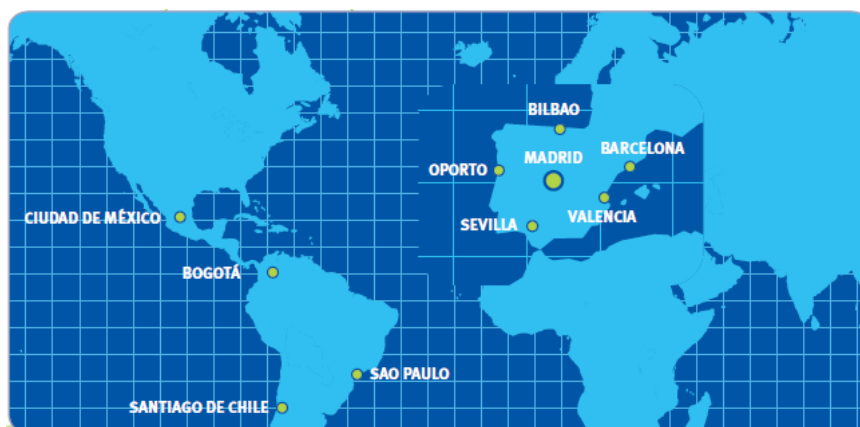 BILBAO
BARCELONA
MADRID
OPORTO
CIUDAD DE MÉXICO
VALENCIA
SEVILLA
BOGOTÁ
SAO PAULO
SANTIAGO DE CHILE